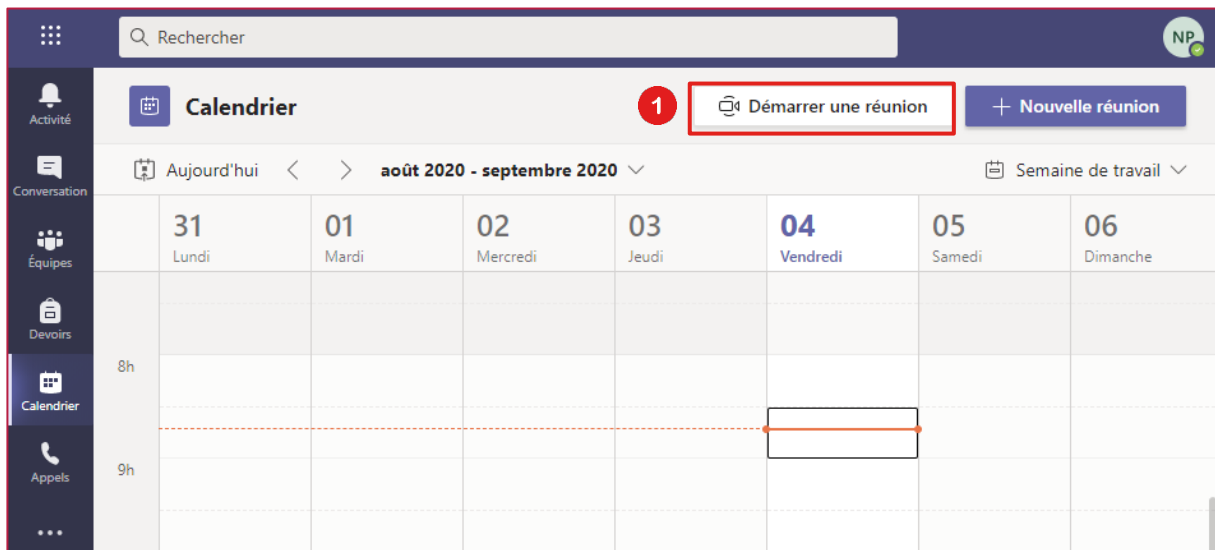 Rechercher
NP
Activité
Calendrier
1
Démarrer une réunion
+ Nouvelle réunion
Conversation
Aujourd'hui
août 2020 - septembre 2020
Semaine de travail
Équipes
31
Lundi
01
Mardi
02
Mercredi
03
Jeudi
04
Vendredi
05
Samedi
06
Dimanche
Devoirs
Calendrier
8h
Appels
9h